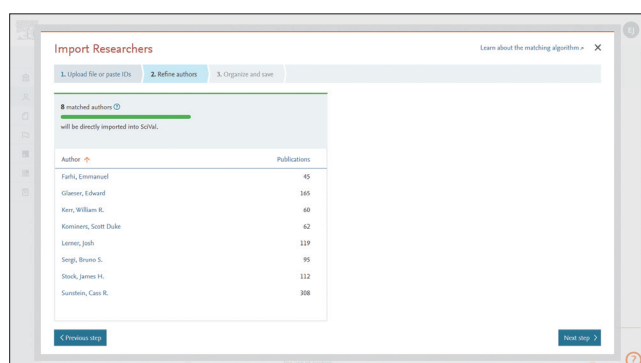 Import Researchers
Learn about the matching algorithm >
1. Upload file or paste IDs
2. Refine authors
3. Organize and save
8 matched authors
will be directly imported into SciVal.
Author Publications
Farhi, Emmanuel 45
Glaeser, Edward 165
Kerr, William R. 60
Kominers, Scott Duke 62
Lerner, Josh 119
Sergi, Bruno S. 95
Stock, James H. 112
Sunstein, Cass R. 308
Previous step
Next step